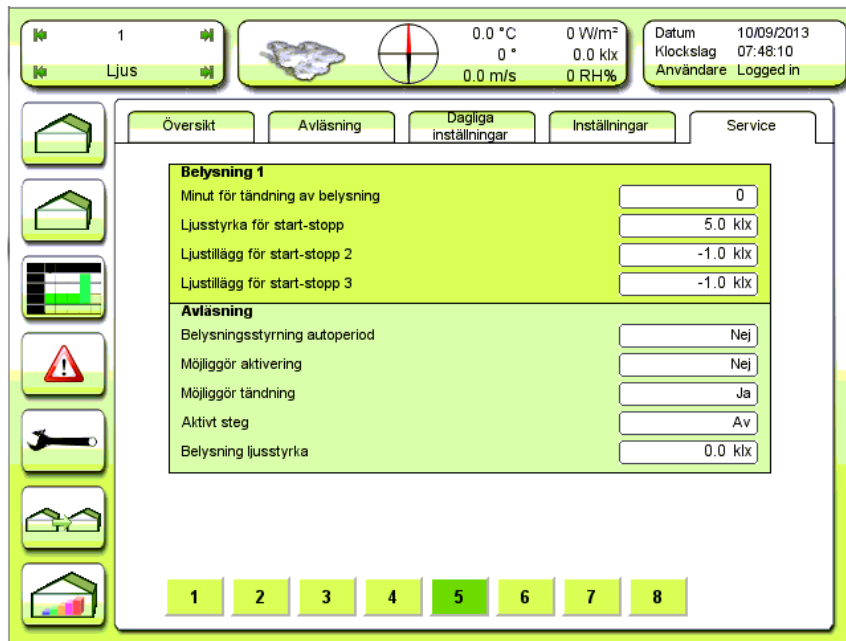 1
Ljus
0.0 °C 0 W/m²
0 ° 0.0 klx
0.0 m/s 0 RH%
Datum 10/09/2013
Klockslag 07:48:10
Användare Logged in
Översikt
Avläsning
Dagliga
inställningar
Inställningar
Service
Belysning 1
Minut för tändning av belysning 0
Ljusstyrka för start-stopp 5.0 klx
Ljustillägg för start-stopp 2 -1.0 klx
Ljustillägg för start-stopp 3 -1.0 klx
Avläsning
Belysningsstyrning autoperiod Nej
Möjliggör aktivering Nej
Möjliggör tändning Ja
Aktivt steg Av
Belysning ljusstyrka 0.0 klx
1 2 3 4 5 6 7 8